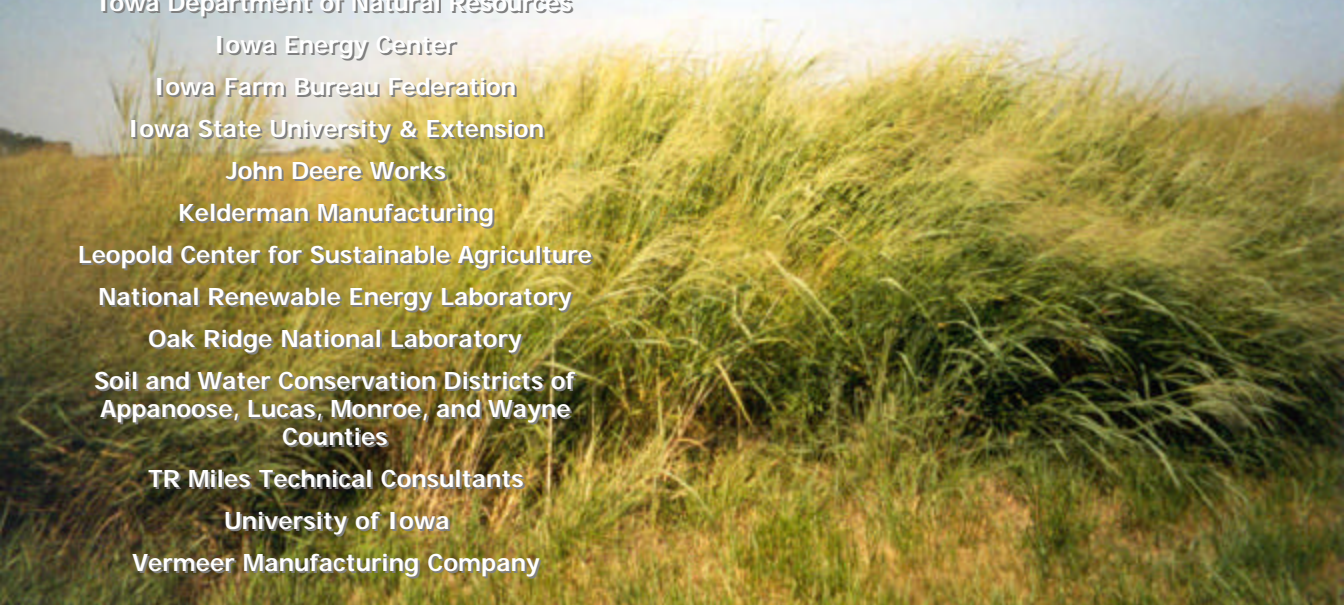 Iowa Department of Natural Resources
Iowa Energy Center
Iowa Farm Bureau Federation
Iowa State University & Extension
John Deere Works
Kelderman Manufacturing
Leopold Center for Sustainable Agriculture
National Renewable Energy Laboratory
Oak Ridge National Laboratory
Soil and Water Conservation Districts of
Appanoose, Lucas, Monroe, and Wayne
Counties
TR Miles Technical Consultants
University of Iowa
Vermeer Manufacturing Company